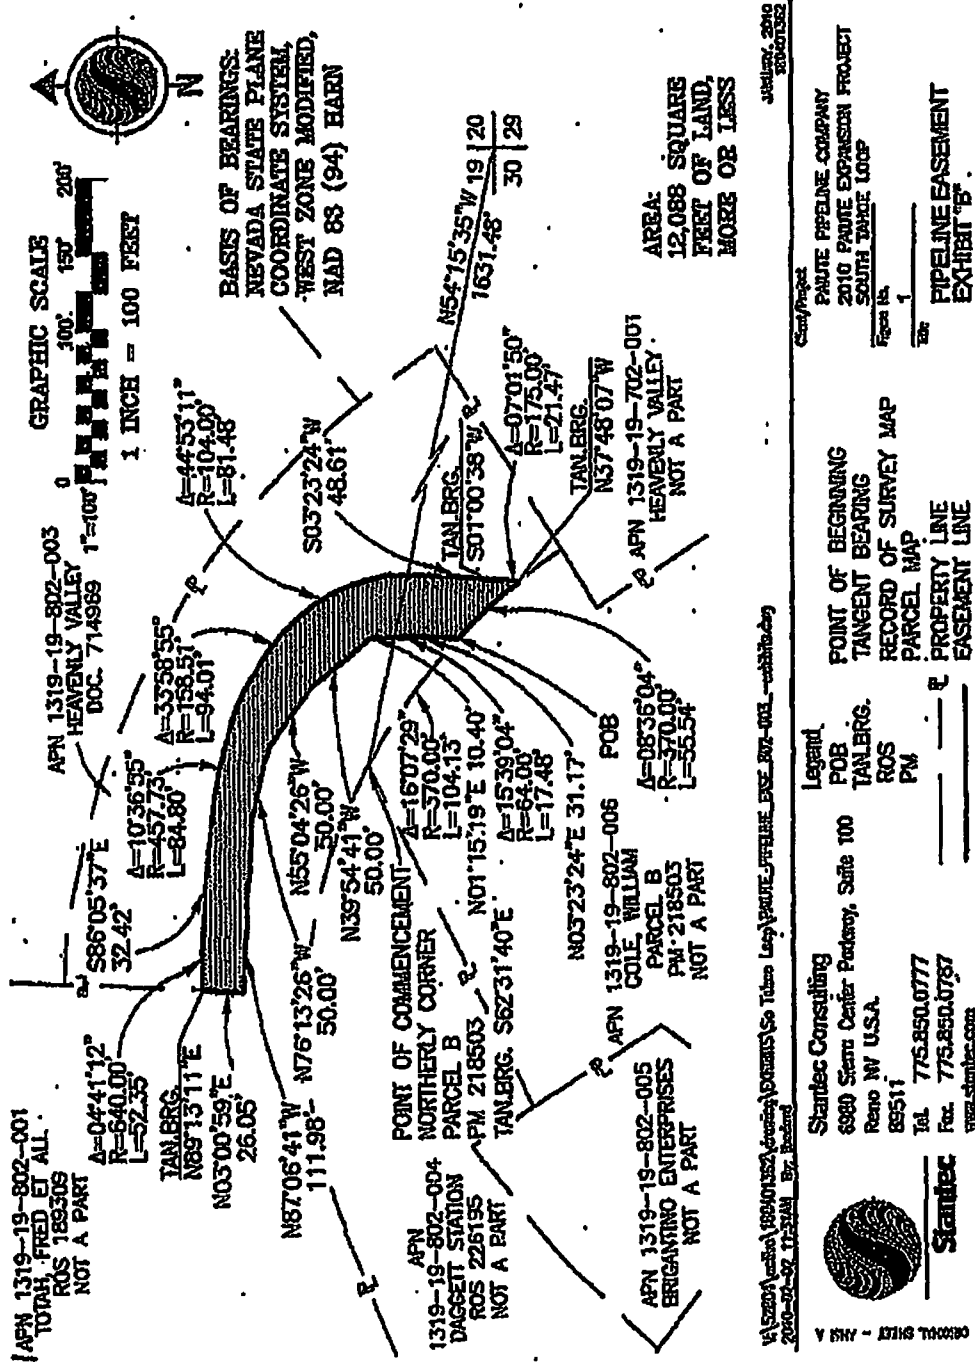 APN 1319-19-802-001
TOTAH, FRED ET ALL
ROS 189309
NOT A PART
APN 1319-19-802-003
HEAVENLY VALLEY
DOC. 714969
GRAPHIC SCALE
0 100' 150' 200'
1"=100'
1 INCH = 100 FEET
N
BASIS OF BEARINGS:
NEVADA STATE PLANE
COORDINATE SYSTEM,
WEST ZONE MODIFIED,
NAD 83 (94) HARN
Δ=04°41'12"
R=640.00'
L=52.35'
TAN.BRG.
N89°13'11"E
N03°00'59"E
26.05'
S86°05'37"E
32.42'
Δ=10°36'55"
R=457.73'
L=84.80'
Δ=33°58'55"
R=158.51'
L=94.01'
Δ=44°53'11"
R=104.00'
L=81.48'
S03°23'24"W
48.61'
TAN.BRG.
S01°00'38"W
Δ=07°01'50"
R=175.00'
L=21.47'
TAN.BRG.
N37°48'07"W
N54°15'35"W
1631.48'
19 20
30 29
N87°06'41"W
111.98'
N76°13'26"W
50.00'
N55°04'26"W
50.00'
N39°54'41"W
50.00'
POINT OF COMMENCEMENT
NORTHERLY CORNER
PARCEL B
PM 218503
TAN.BRG. S62°31'40"E
Δ=16°07'29"
R=370.00'
L=104.13'
N01°15'19"E 10.40'
Δ=15°39'04"
R=64.00'
L=17.48'
N03°23'24"E 31.17'
POB
Δ=08°36'04"
R=370.00'
L=55.54'
APN 1319-19-702-001
HEAVENLY VALLEY
NOT A PART
AREA:
12,088 SQUARE
FEET OF LAND,
MORE OR LESS
APN
1319-19-802-004
DAGGETT STATION
ROS 226195
NOT A PART
APN 1319-19-802-005
BRIGANTINO ENTERPRISES
NOT A PART
APN 1319-19-802-006
COLE, WILLIAM
PARCEL B
PM 218503
NOT A PART
ORIGINAL SHEET - ANSI A
Stantec
Stantec Consulting
6980 Sierra Center Parkway, Suite 100
Reno NV U.S.A.
89511
Tel. 775.850.0777
Fax. 775.850.0787
www.stantec.com
Legend
POB POINT OF BEGINNING
TAN.BRG. TANGENT BEARING
ROS RECORD OF SURVEY MAP
PM PARCEL MAP
PROPERTY LINE
EASEMENT LINE
Client/Project
PAIUTE PIPELINE COMPANY
2010 PAIUTE EXPANSION PROJECT
SOUTH TAHOE LOOP
Figure No.
1
Title
PIPELINE EASEMENT
EXHIBIT "B"